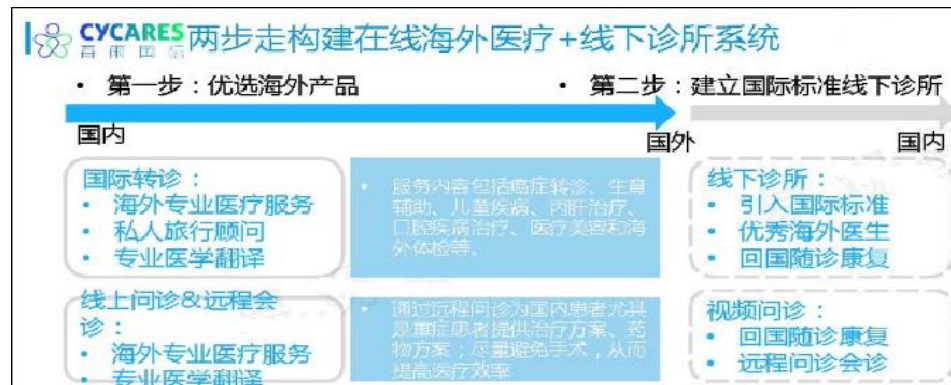 CYCARES 两步走构建在线海外医疗+线下诊所系统
春雨国际
• 第一步：优选海外产品
• 第二步：建立国际标准线下诊所
国内
国外
国内
国际转诊：
• 海外专业医疗服务
• 私人旅行顾问
• 专业医学翻译
• 服务内容包括癌症转诊、生育
辅助、儿童疾病、丙肝治疗、
口腔疾病治疗、医疗美容和海
外体检等。
线下诊所：
• 引入国际标准
• 优秀海外医生
• 回国随诊康复
线上问诊&远程会
诊：
• 海外专业医疗服务
• 专业医学翻译
• 通过远程问诊为国内患者尤其
是重症患者提供治疗方案、药
物方案；尽量避免手术，从而
提高医疗效率
视频问诊：
• 回国随诊康复
• 远程问诊会诊